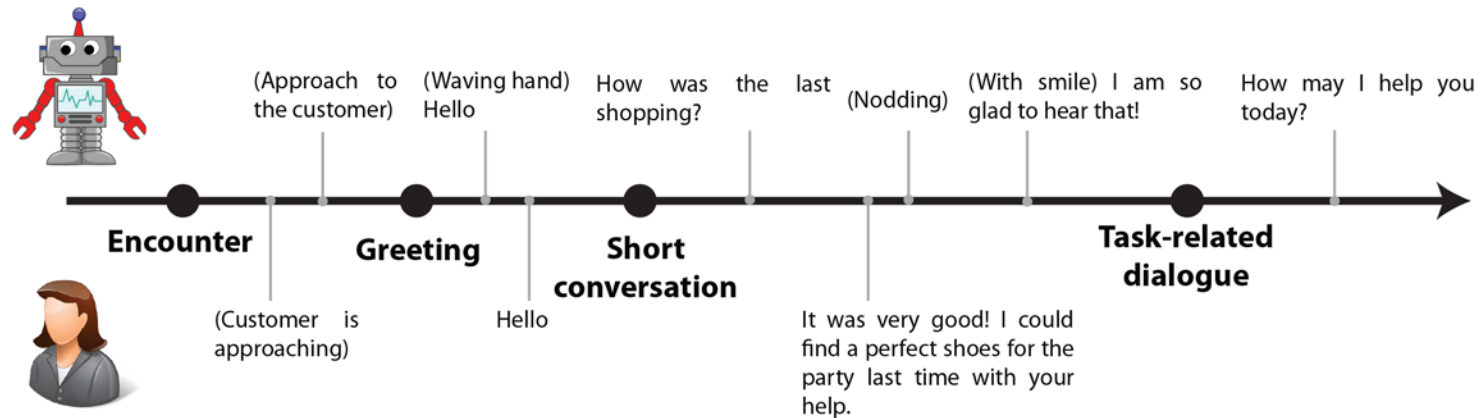 (Approach to
the customer)
(Waving hand)
Hello
How was the last
shopping?
(Nodding)
(With smile) I am so
glad to hear that!
How may I help you
today?
Encounter
Greeting
Short
conversation
Task-related
dialogue
(Customer is
approaching)
Hello
It was very good! I could
find a perfect shoes for the
party last time with your
help.